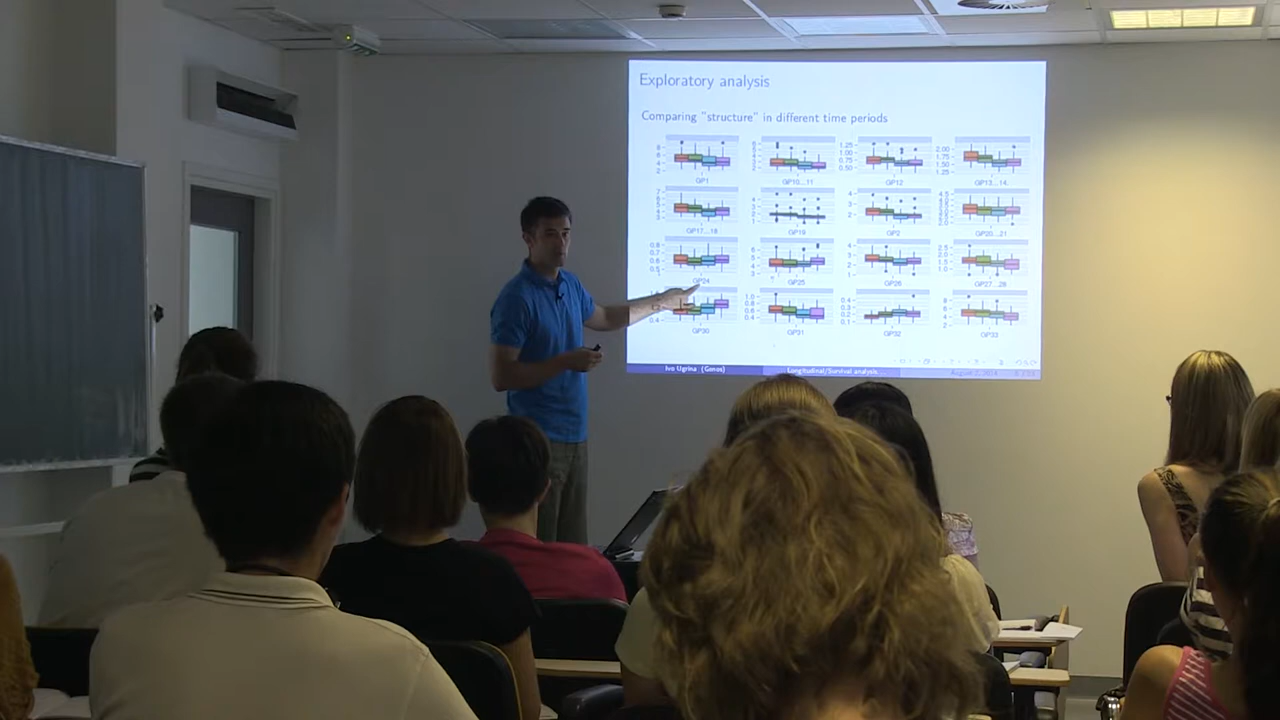 Exploratory analysis
Comparing "structure" in different time periods
GP1 GP10...11 GP12 GP13...14.
GP17...18 GP19 GP2 GP20...21
GP24 GP25 GP26 GP27...28
GP30 GP31 GP32 GP33
Ivo Ugrina (Genos) Longitudinal/Survival analysis...